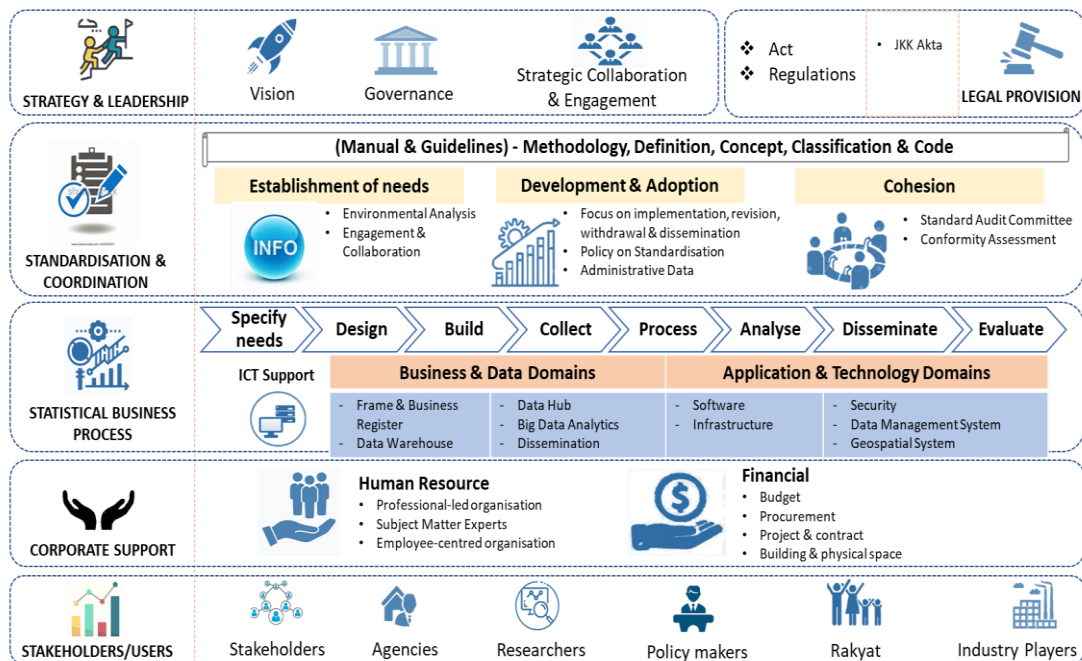 STRATEGY & LEADERSHIP
Vision
Governance
Strategic Collaboration
& Engagement
❖ Act
❖ Regulations
• JKK Akta
LEGAL PROVISION
STANDARDISATION &
COORDINATION
(Manual & Guidelines) - Methodology, Definition, Concept, Classification & Code
Establishment of needs
INFO
• Environmental Analysis
• Engagement &
Collaboration
Development & Adoption
• Focus on implementation, revision,
withdrawal & dissemination
• Policy on Standardisation
• Administrative Data
Cohesion
• Standard Audit Committee
• Conformity Assessment
STATISTICAL BUSINESS
PROCESS
Specify
needs
Design
Build
Collect
Process
Analyse
Disseminate
Evaluate
ICT Support
Business & Data Domains
Application & Technology Domains
- Frame & Business
Register
- Data Warehouse
- Data Hub
- Big Data Analytics
- Dissemination
- Software
- Infrastructure
- Security
- Data Management System
- Geospatial System
CORPORATE SUPPORT
Human Resource
• Professional-led organisation
• Subject Matter Experts
• Employee-centred organisation
$
Financial
• Budget
• Procurement
• Project & contract
• Building & physical space
STAKEHOLDERS/USERS
Stakeholders
Agencies
Researchers
Policy makers
Rakyat
Industry Players